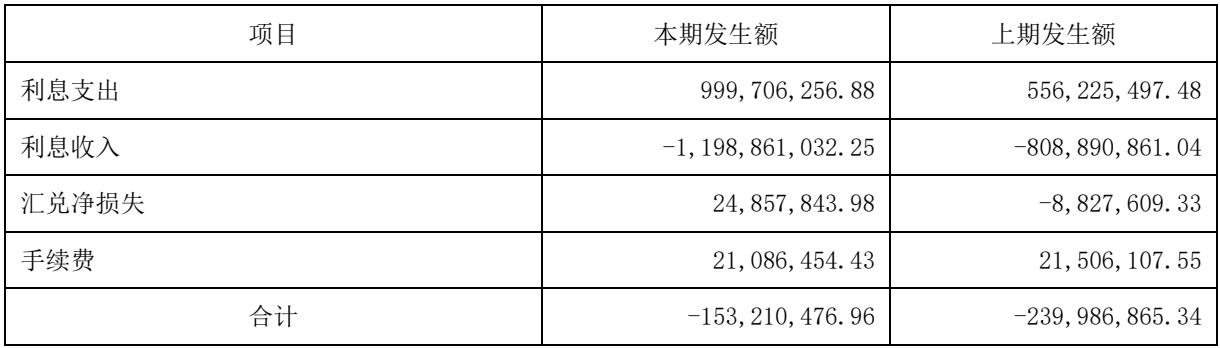 项目 本期发生额 上期发生额
利息支出 999,706,256.88 556,225,497.48
利息收入 -1,198,861,032.25 -808,890,861.04
汇兑净损失 24,857,843.98 -8,827,609.33
手续费 21,086,454.43 21,506,107.55
合计 -153,210,476.96 -239,986,865.34